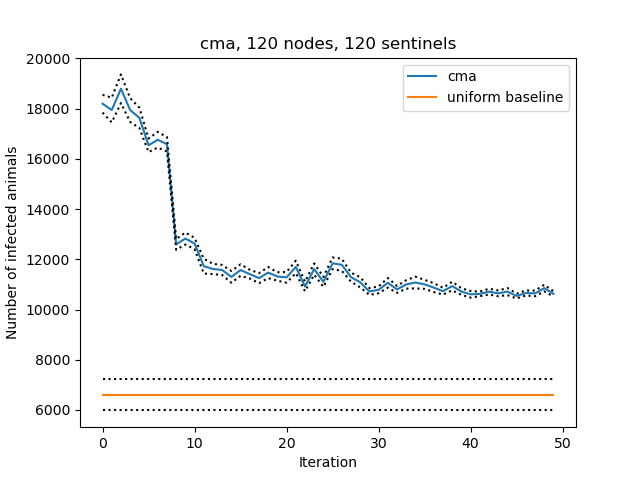 cma, 120 nodes, 120 sentinels
20000
18000
16000
14000
12000
10000
8000
6000
Number of infected animals
cma
uniform baseline
0
10
20
30
40
50
Iteration